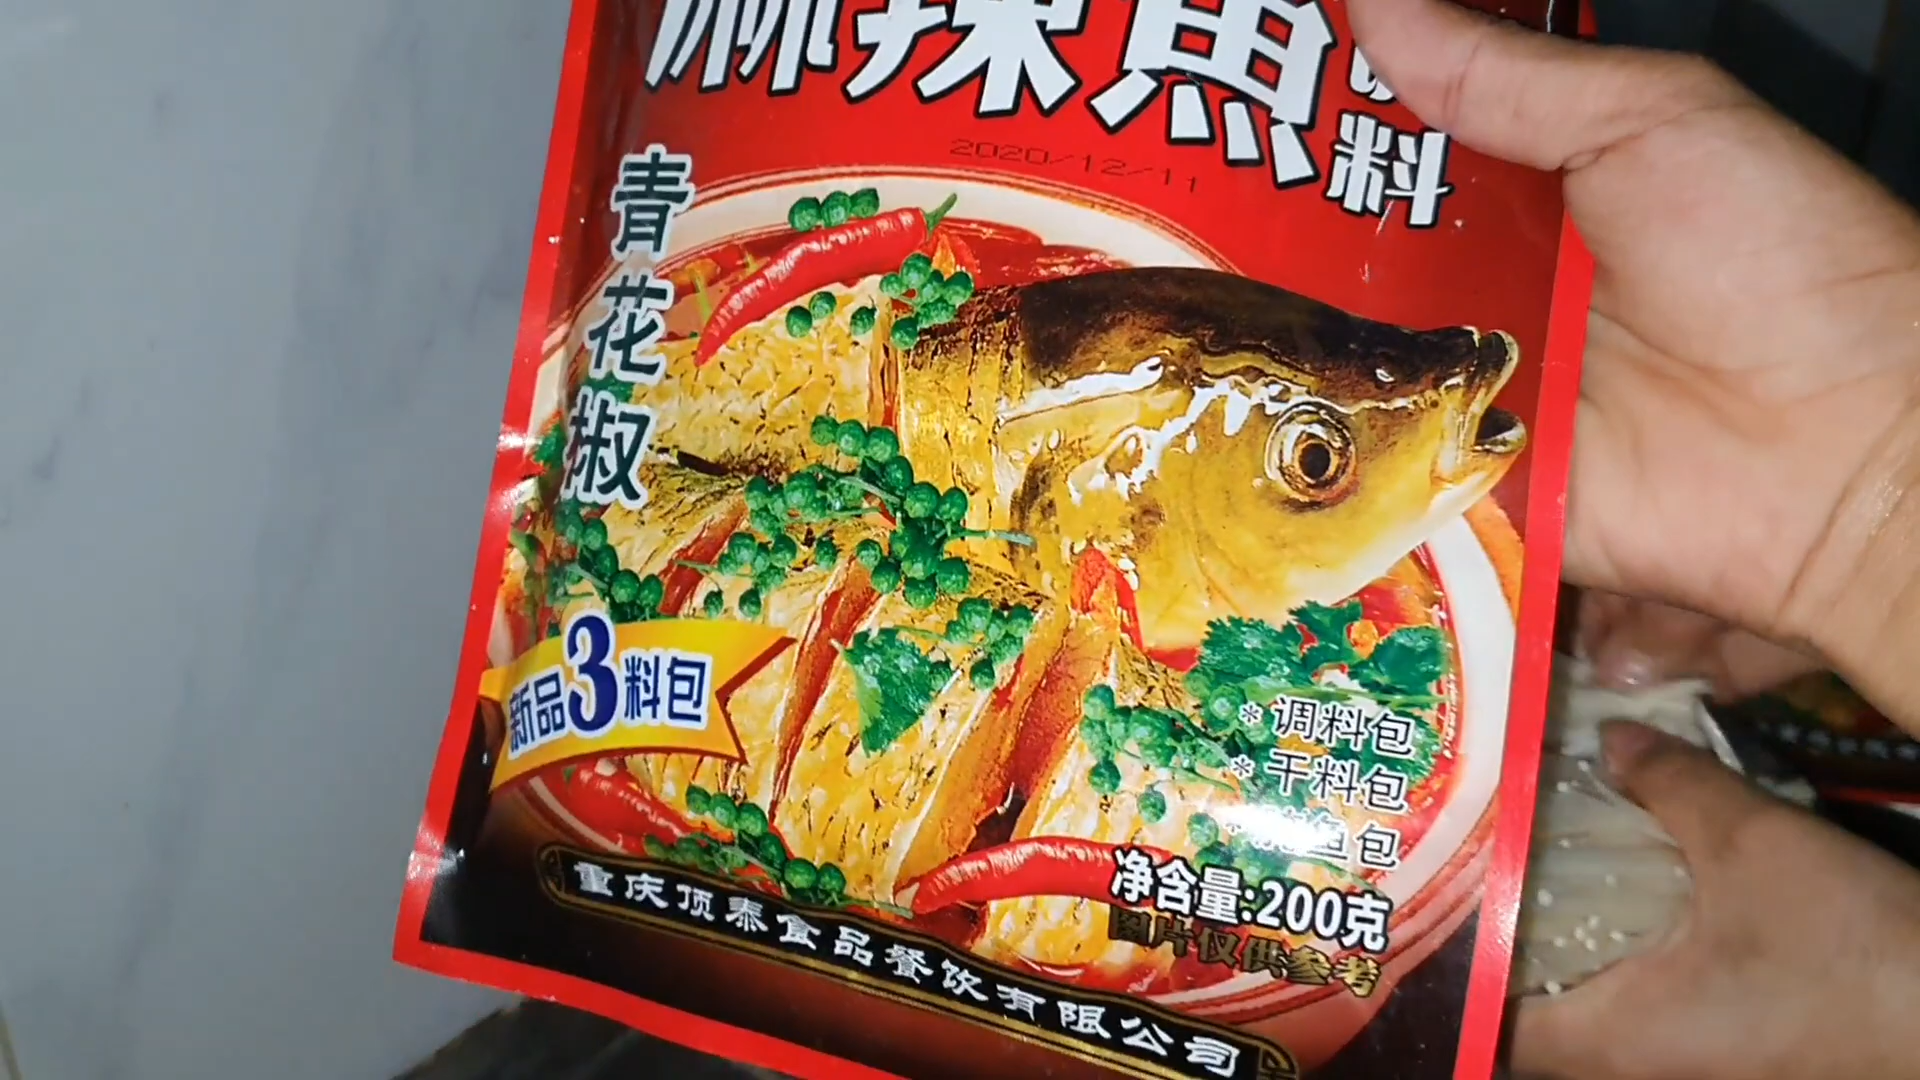 麻辣魚
料
2020/12/11
青花椒
新品3料包
*调料包
*干料包
鱼包
净含量:200克
图片仅供参考
重庆顶泰食品餐饮有限公司